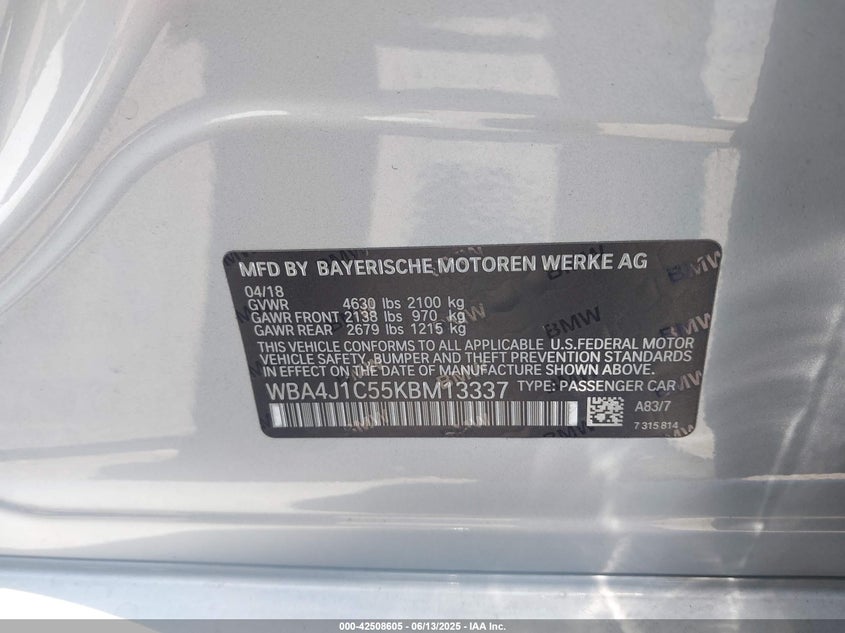 MFD BY BAYERISCHE MOTOREN WERKE AG
04/18
GVWR 4630 lbs 2100 kg
GAWR FRONT 2138 lbs 970 kg
GAWR REAR 2679 lbs 1215 kg
THIS VEHICLE CONFORMS TO ALL APPLICABLE U.S.FEDERAL MOTOR
VEHICLE SAFETY, BUMPER AND THEFT PREVENTION STANDARDS
IN EFFECT ON THE DATE OF MANUFACTURE SHOWN ABOVE.
WBA4J1C55KBM13337 TYPE: PASSENGER CAR
A83/7
7 315 814
000-42508605 - 06/13/2025 - IAA Inc.